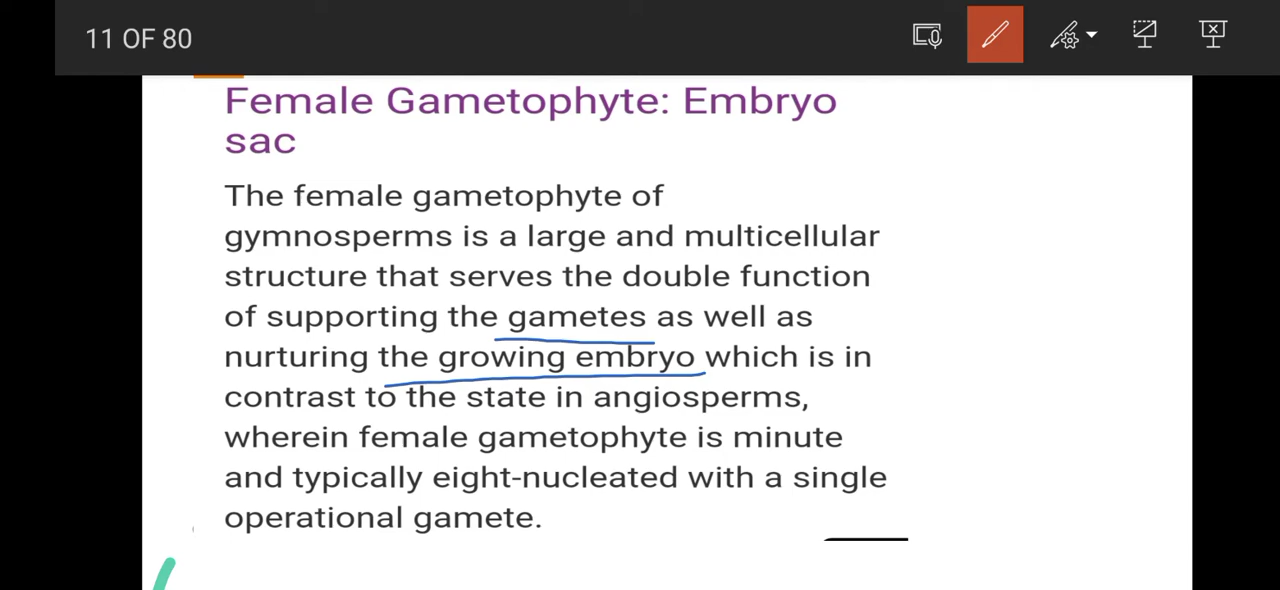 11 OF 80
Female Gametophyte: Embryo
sac
The female gametophyte of
gymnosperms is a large and multicellular
structure that serves the double function
of supporting the gametes as well as
nurturing the growing embryo which is in
contrast to the state in angiosperms,
wherein female gametophyte is minute
and typically eight-nucleated with a single
operational gamete.